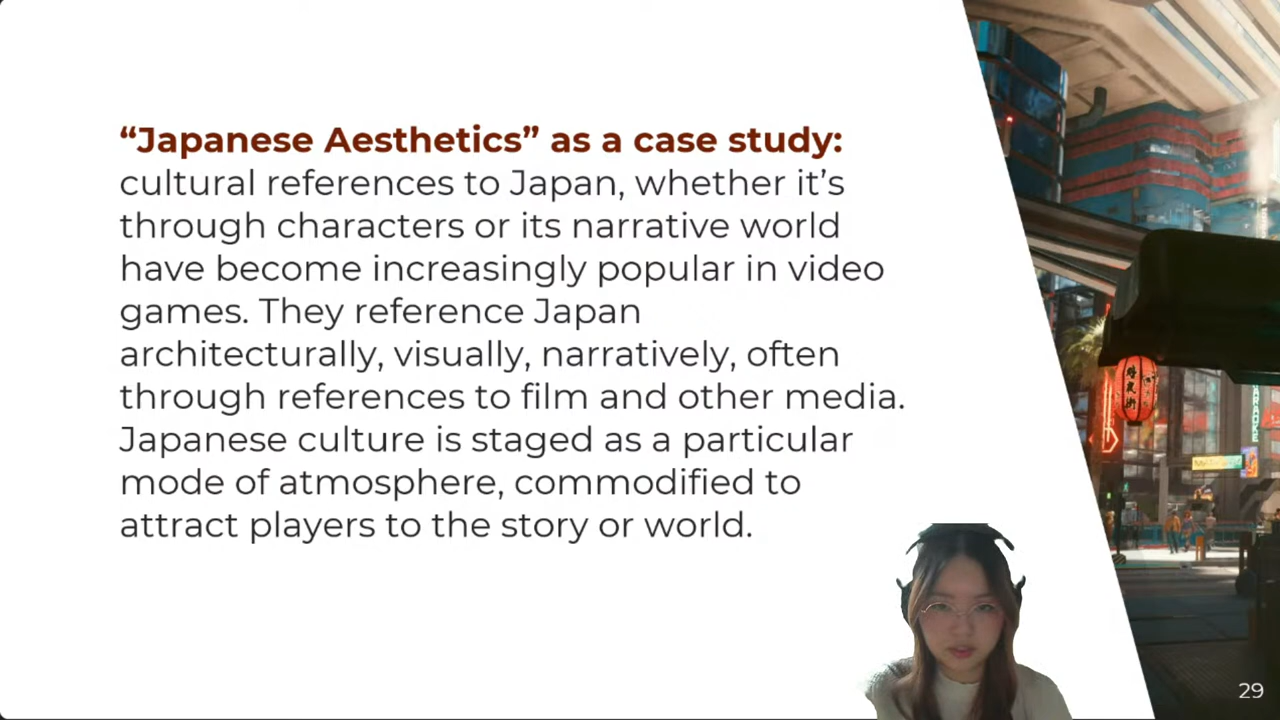 “Japanese Aesthetics” as a case study:
cultural references to Japan, whether it’s
through characters or its narrative world
have become increasingly popular in video
games. They reference Japan
architecturally, visually, narratively, often
through references to film and other media.
Japanese culture is staged as a particular
mode of atmosphere, commodified to
attract players to the story or world.
29